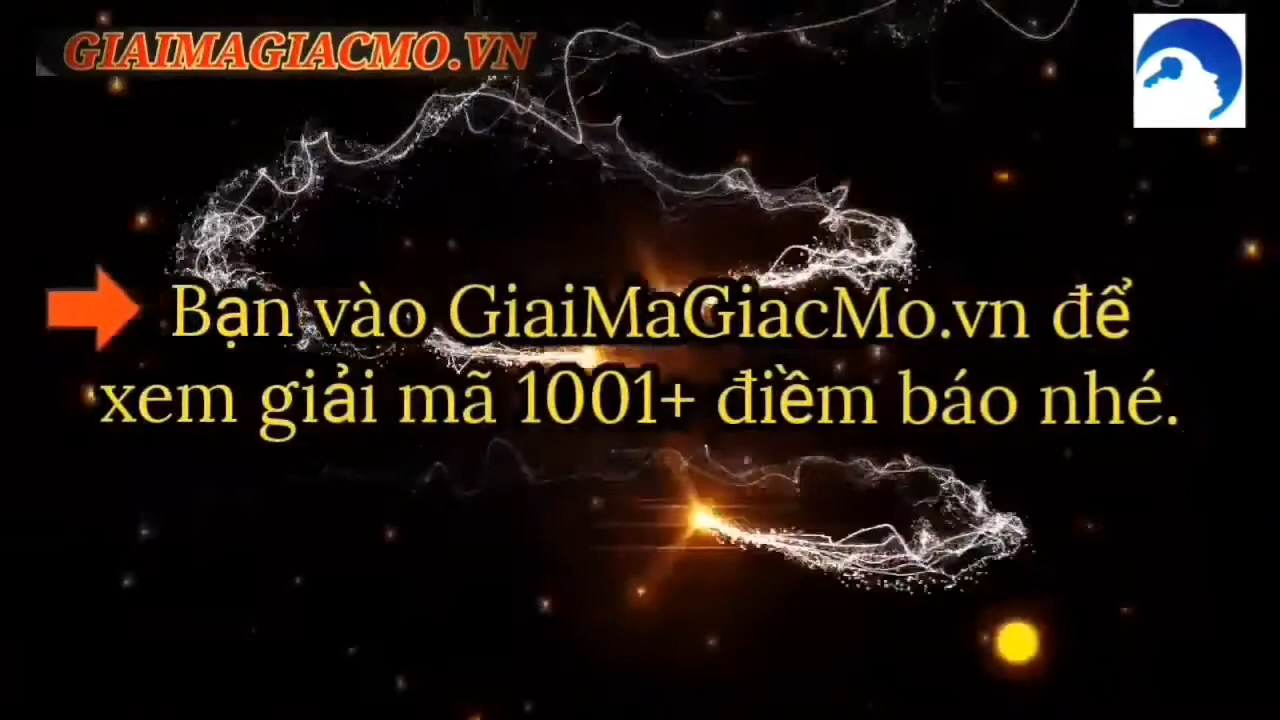 GIAIMAGIACMO.VN
Bạn vào GiaiMaGiacMo.vn để
xem giải mã 1001+ điềm báo nhé.